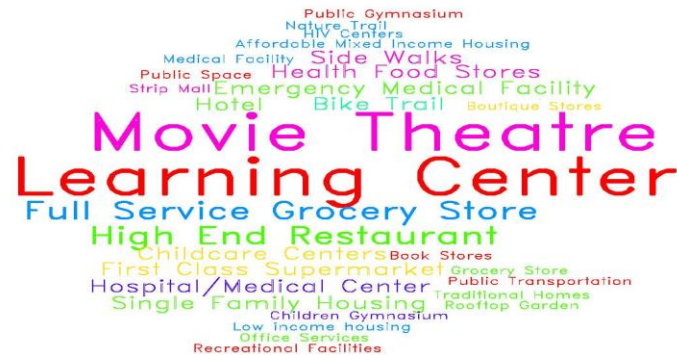 Public Gymnasium
Nature Trail
HIV Centers
Affordable Mixed Income Housing
Medical Facility Side Walks
Public Space Health Food Stores
Strip Mall Emergency Medical Facility
Hotel Bike Trail Boutique Stores
Movie Theatre
Learning Center
Full Service Grocery Store
High End Restaurant
Childcare Centers Book Stores
First Class Supermarket Grocery Store
Hospital/Medical Center Public Transportation
Single Family Housing Traditional Homes
Rooftop Garden
Children Gymnasium
Low income housing
Office Services
Recreational Facilities